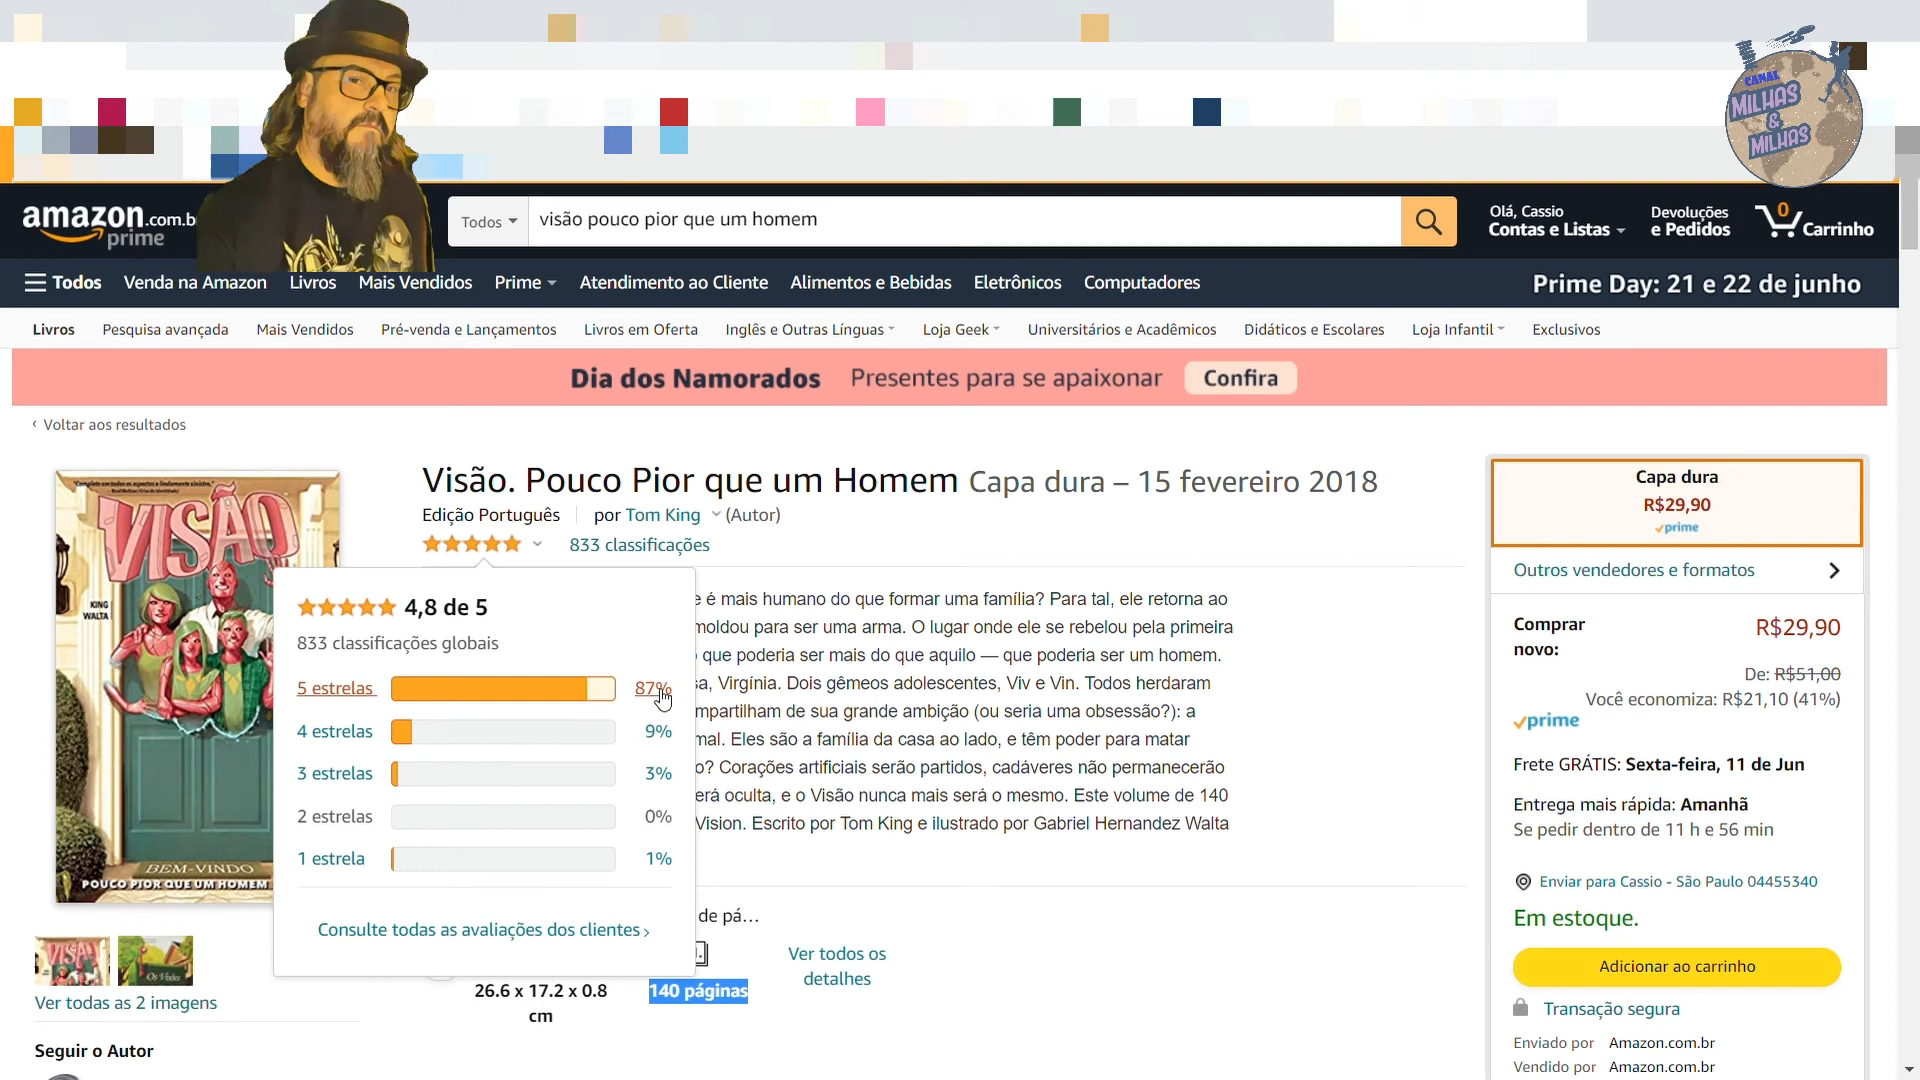 CANAL
MILHAS
&
MILHAS
amazon.com.b
prime
Todos
visão pouco pior que um homem
Olá, Cassio
Contas e Listas
Devoluções
e Pedidos
0
Carrinho
Todos
Venda na Amazon
Livros
Mais Vendidos
Prime
Atendimento ao Cliente
Alimentos e Bebidas
Eletrônicos
Computadores
Prime Day: 21 e 22 de junho
Livros
Pesquisa avançada
Mais Vendidos
Pré-venda e Lançamentos
Livros em Oferta
Inglês e Outras Línguas
Loja Geek
Universitários e Acadêmicos
Didáticos e Escolares
Loja Infantil
Exclusivos
Dia dos Namorados Presentes para se apaixonar Confira
‹ Voltar aos resultados
VISÃO
KING
WALTA
BEM-VINDO
POUCO PIOR QUE UM HOMEM
VISÃO
Os Visões
Ver todas as 2 imagens
Seguir o Autor
Visão. Pouco Pior que um Homem Capa dura – 15 fevereiro 2018
Edição Português
por Tom King (Autor)
833 classificações
4,8 de 5
833 classificações globais
5 estrelas 87%
4 estrelas 9%
3 estrelas 3%
2 estrelas 0%
1 estrela 1%
Consulte todas as avaliações dos clientes ›
e é mais humano do que formar uma família? Para tal, ele retorna ao
moldou para ser uma arma. O lugar onde ele se rebelou pela primeira
que poderia ser mais do que aquilo — que poderia ser um homem.
sa, Virgínia. Dois gêmeos adolescentes, Viv e Vin. Todos herdaram
mpartilham de sua grande ambição (ou seria uma obsessão?): a
mal. Eles são a família da casa ao lado, e têm poder para matar
o? Corações artificiais serão partidos, cadáveres não permanecerão
erá oculta, e o Visão nunca mais será o mesmo. Este volume de 140
Vision. Escrito por Tom King e ilustrado por Gabriel Hernandez Walta
de pá…
26.6 x 17.2 x 0.8
cm
140 páginas
Ver todos os
detalhes
Capa dura
R$29,90
prime
Outros vendedores e formatos
Comprar
novo:
R$29,90
De: R$51,00
Você economiza: R$21,10 (41%)
prime
Frete GRÁTIS: Sexta-feira, 11 de Jun
Entrega mais rápida: Amanhã
Se pedir dentro de 11 h e 56 min
Enviar para Cassio - São Paulo 04455340
Em estoque.
Adicionar ao carrinho
Transação segura
Enviado por Amazon.com.br
Vendido por Amazon.com.br